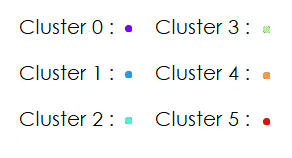 Cluster 0 : Cluster 3 :
Cluster 1 : Cluster 4 :
Cluster 2 : Cluster 5 :